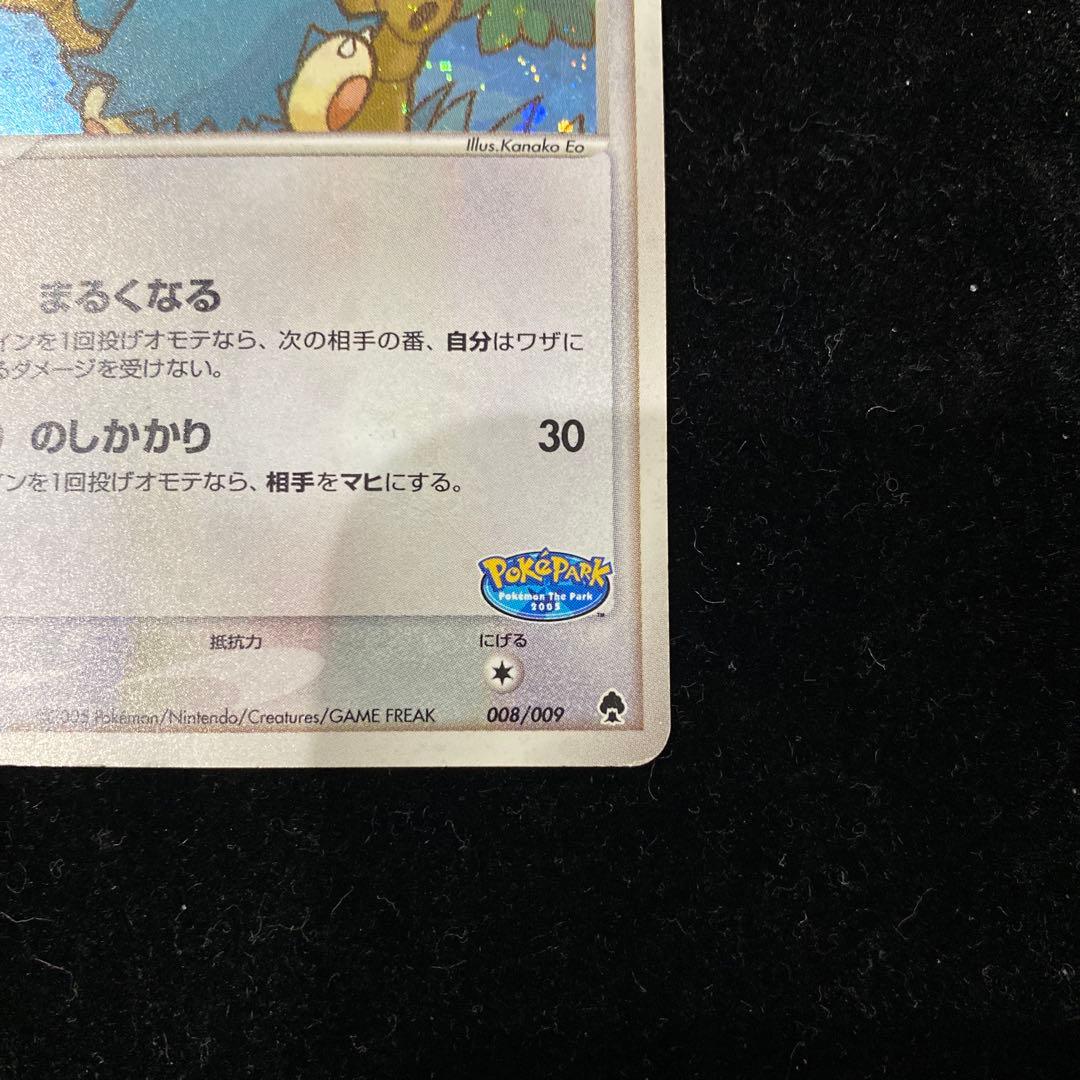 Illus.Kanako Eo
まるくなる
インを1回投げオモテなら、次の相手の番、自分はワザに
るダメージを受けない。
のしかかり 30
インを1回投げオモテなら、相手をマヒにする。
POKÉPARK
Pokémon The Park
2005
™
抵抗力 にげる
©2005 Pokémon/Nintendo/Creatures/GAME FREAK 008/009